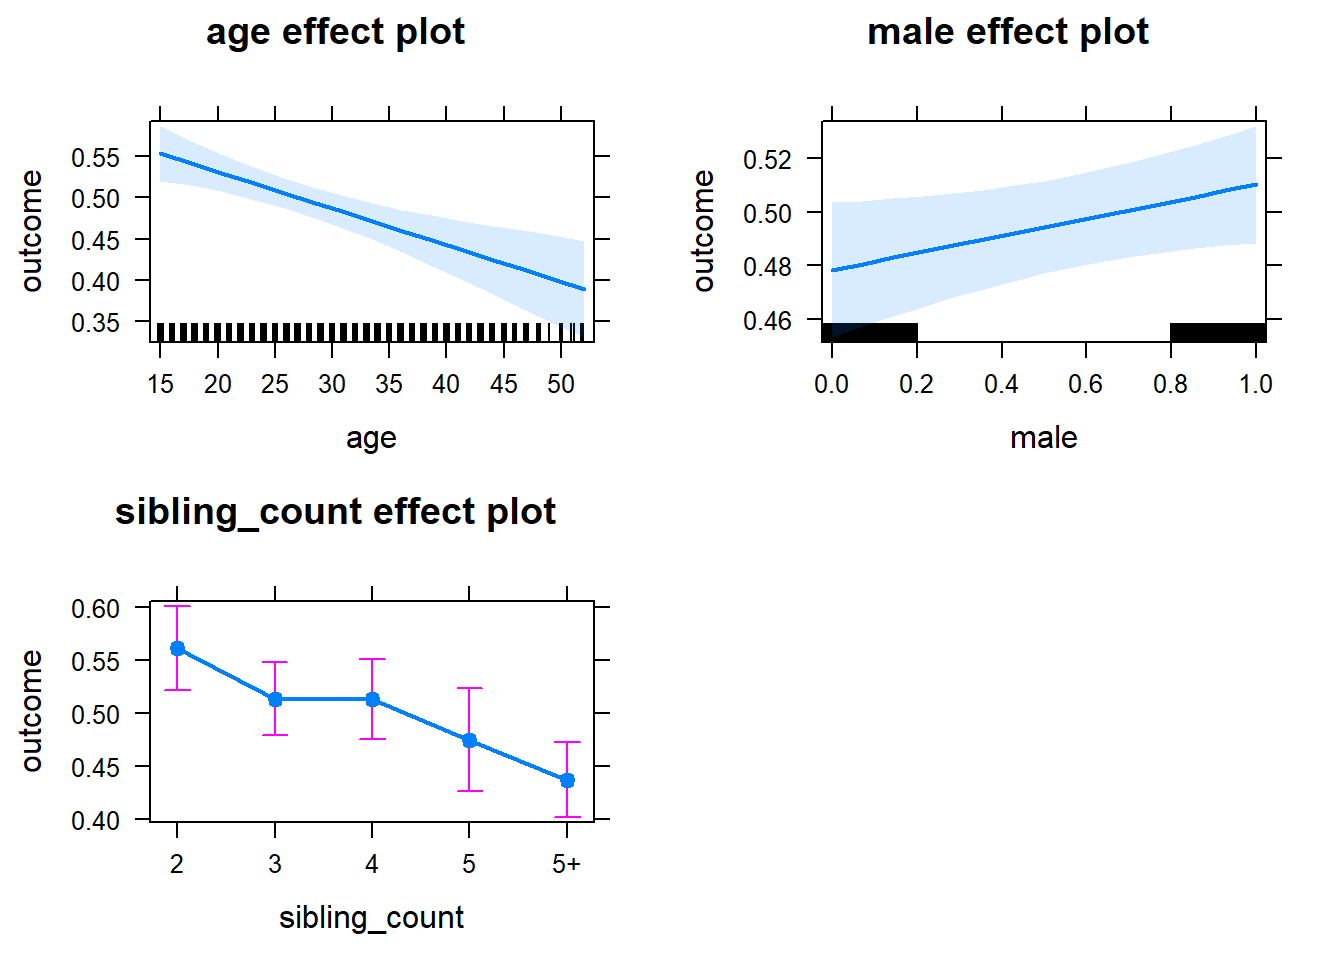 age effect plot
outcome
0.55
0.50
0.45
0.40
0.35
15 20 25 30 35 40 45 50
age
male effect plot
outcome
0.52
0.50
0.48
0.46
0.0 0.2 0.4 0.6 0.8 1.0
male
sibling_count effect plot
outcome
0.60
0.55
0.50
0.45
0.40
2 3 4 5 5+
sibling_count